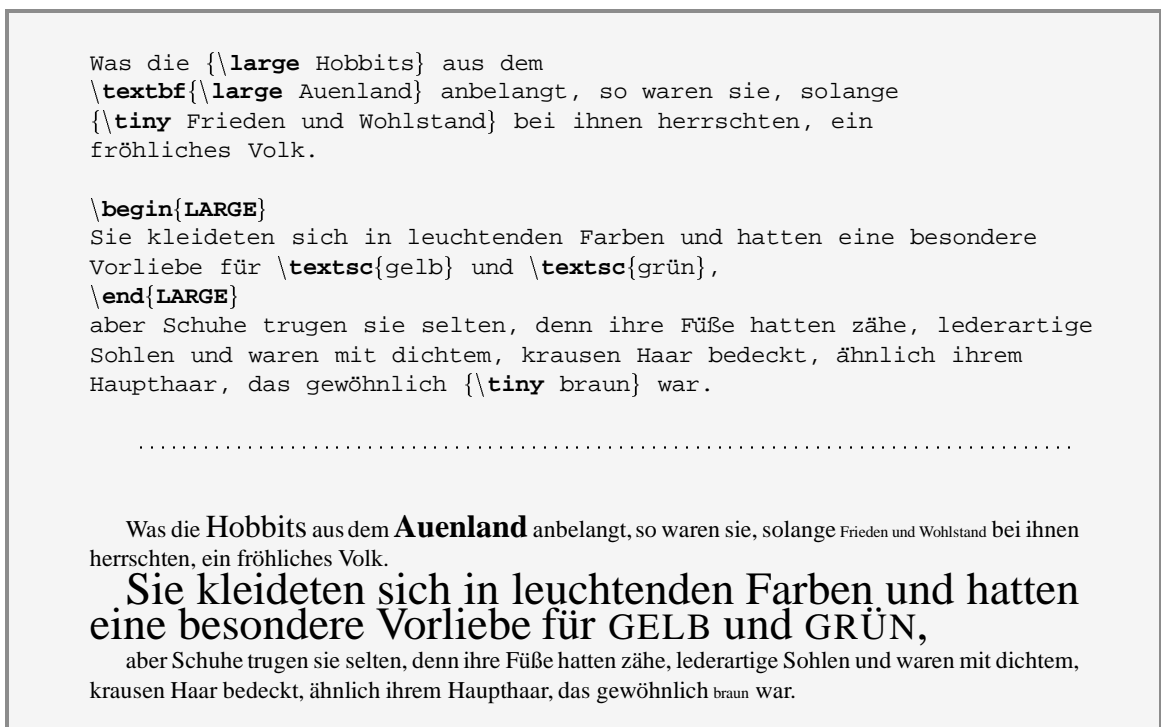 Was die {\large Hobbits} aus dem
\textbf{\large Auenland} anbelangt, so waren sie, solange
{\tiny Frieden und Wohlstand} bei ihnen herrschten, ein
fröhliches Volk.
\begin{LARGE}
Sie kleideten sich in leuchtenden Farben und hatten eine besondere
Vorliebe für \textsc{gelb} und \textsc{grün},
\end{LARGE}
aber Schuhe trugen sie selten, denn ihre Füße hatten zähe, lederartige
Sohlen und waren mit dichtem, krausen Haar bedeckt, ähnlich ihrem
Haupthaar, das gewöhnlich {\tiny braun} war.
Was die Hobbits aus dem Auenland anbelangt, so waren sie, solange Frieden und Wohlstand bei ihnen
herrschten, ein fröhliches Volk.
Sie kleideten sich in leuchtenden Farben und hatten
eine besondere Vorliebe für GELB und GRÜN,
aber Schuhe trugen sie selten, denn ihre Füße hatten zähe, lederartige Sohlen und waren mit dichtem,
krausen Haar bedeckt, ähnlich ihrem Haupthaar, das gewöhnlich braun war.